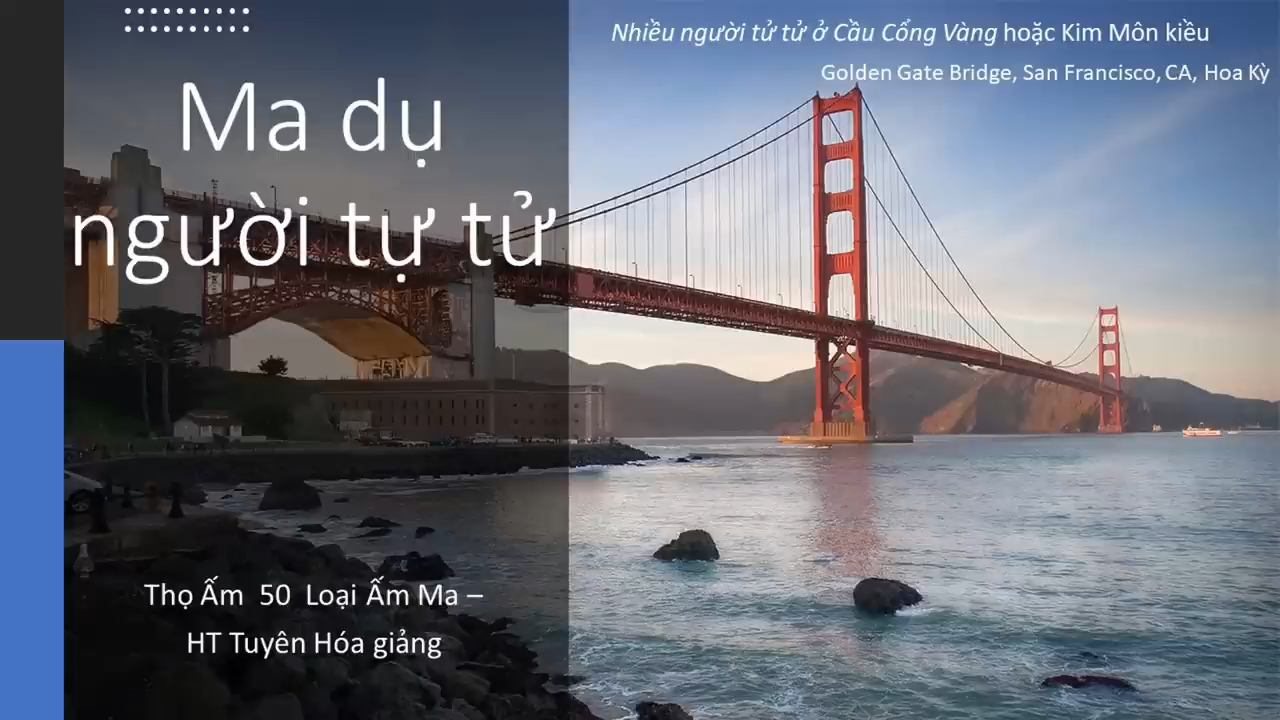 Nhiều người tử tử ở Cầu Cổng Vàng hoặc Kim Môn kiều
Golden Gate Bridge, San Francisco, CA, Hoa Kỳ
Ma dụ
người tự tử
Thọ Ấm 50 Loại Ấm Ma –
HT Tuyên Hóa giảng